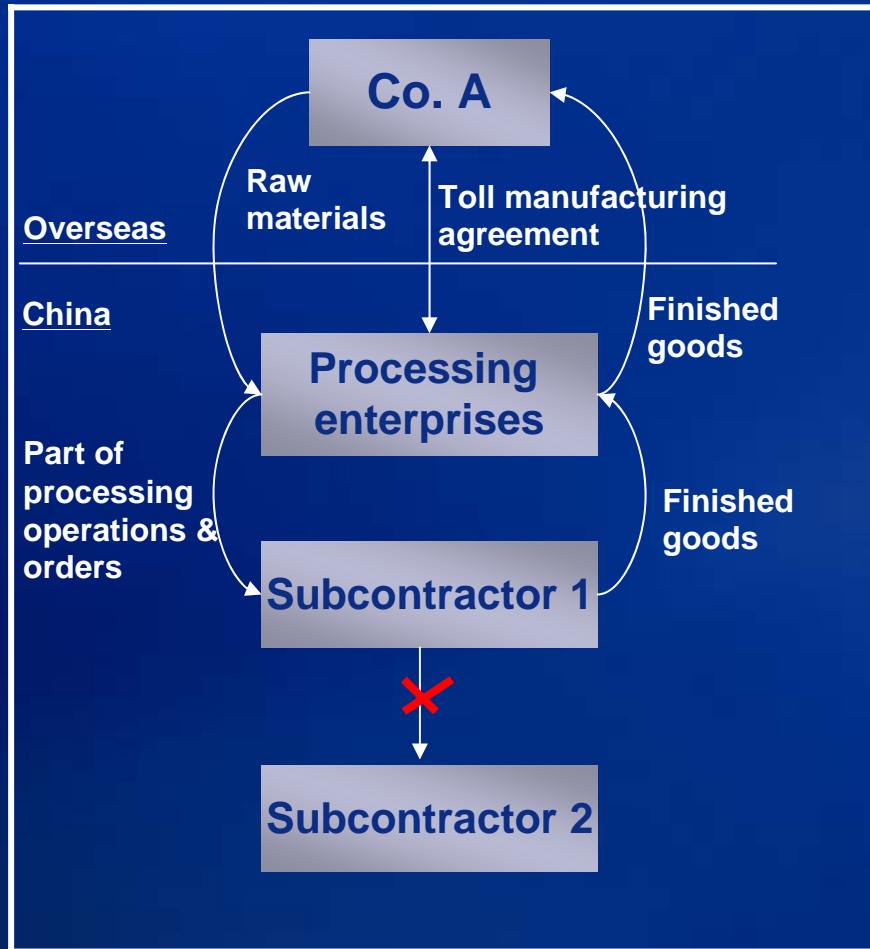 Co. A
Raw
materials
Toll manufacturing
agreement
Overseas
China
Finished
goods
Processing
enterprises
Part of
processing
operations &
orders
Finished
goods
Subcontractor 1
Subcontractor 2